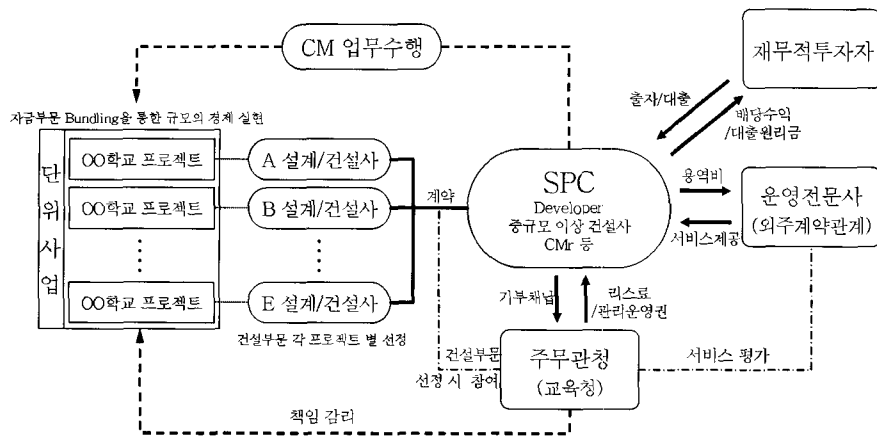 CM 업무수행
재무적투자자
출자/대출
배당수익
/대출원리금
자금부문 Bundling을 통한 규모의 경제 실현
단위사업
OO학교 프로젝트
A 설계/건설사
OO학교 프로젝트
B 설계/건설사
OO학교 프로젝트
E 설계/건설사
건설부문 각 프로젝트 별 선정
계약
SPC
Developer
중규모 이상 건설사
CMr 등
용역비
서비스제공
운영전문사
(외주계약관계)
기부채납
리스료
/관리운영권
건설부문
선정 시 참여
주무관청
(교육청)
서비스 평가
책임 감리